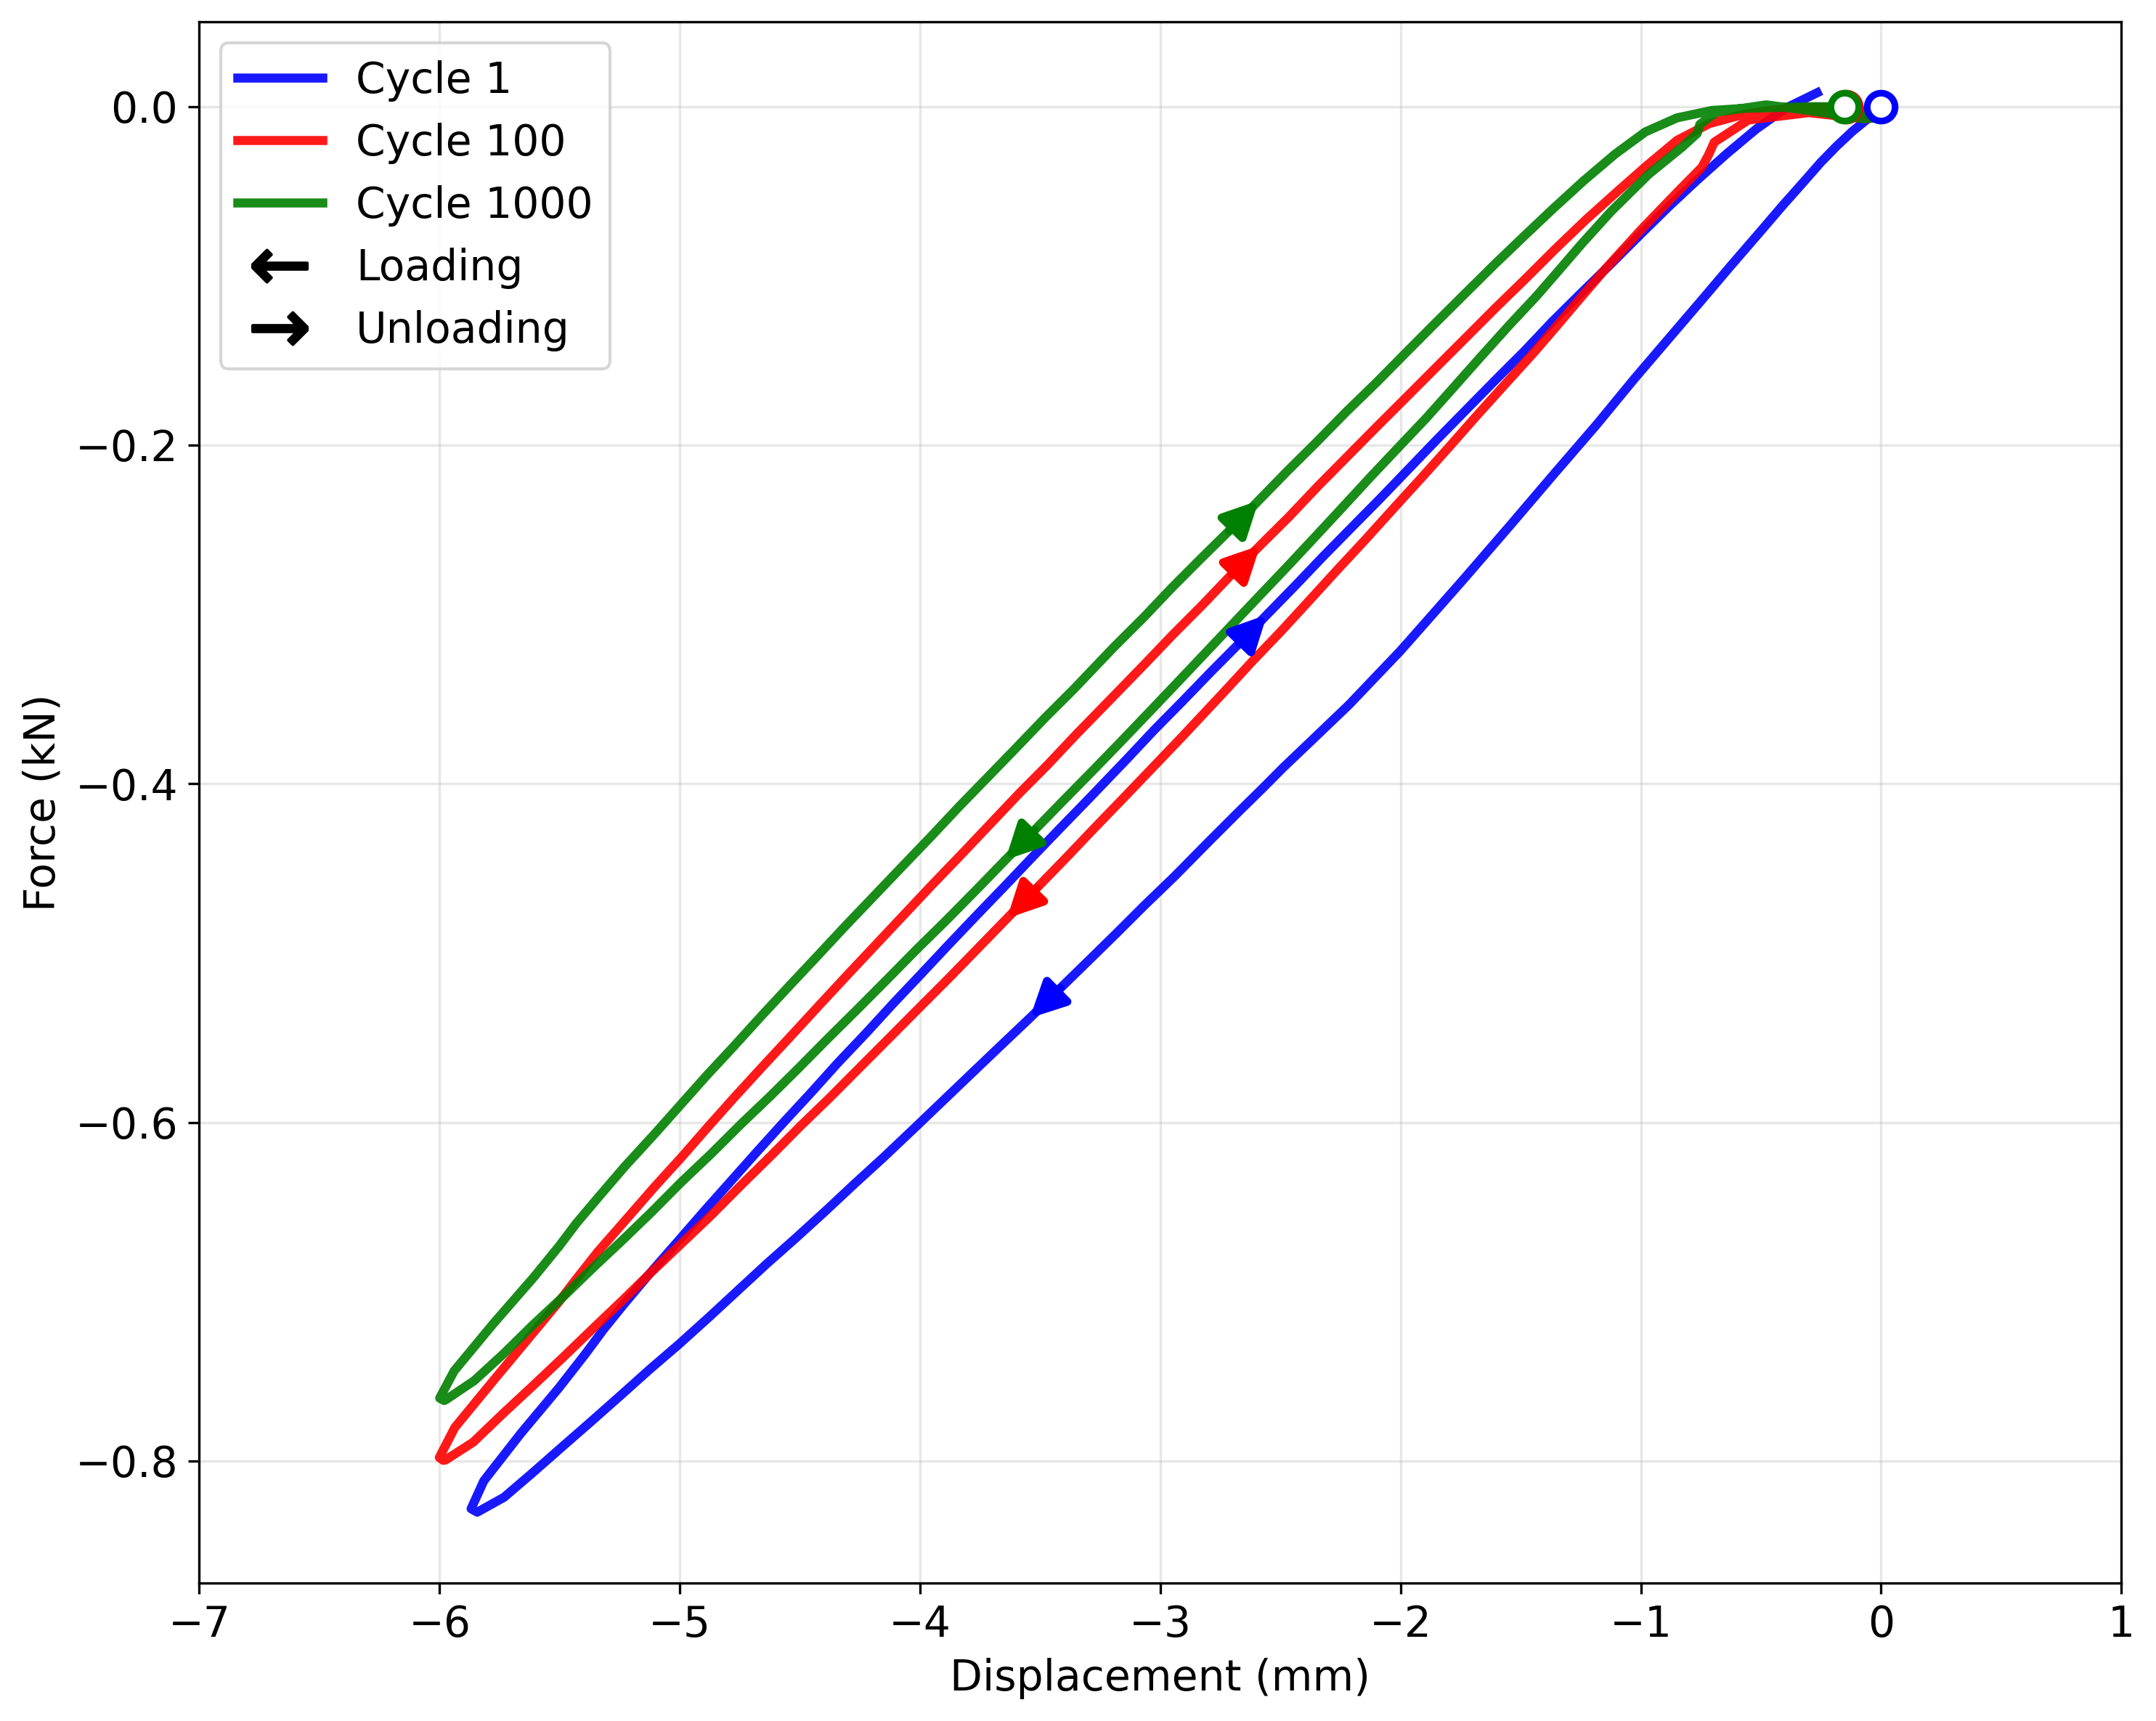 Cycle 1
Cycle 100
Cycle 1000
← Loading
→ Unloading
0.0
−0.2
−0.4
−0.6
−0.8
Force (kN)
−7 −6 −5 −4 −3 −2 −1 0 1
Displacement (mm)